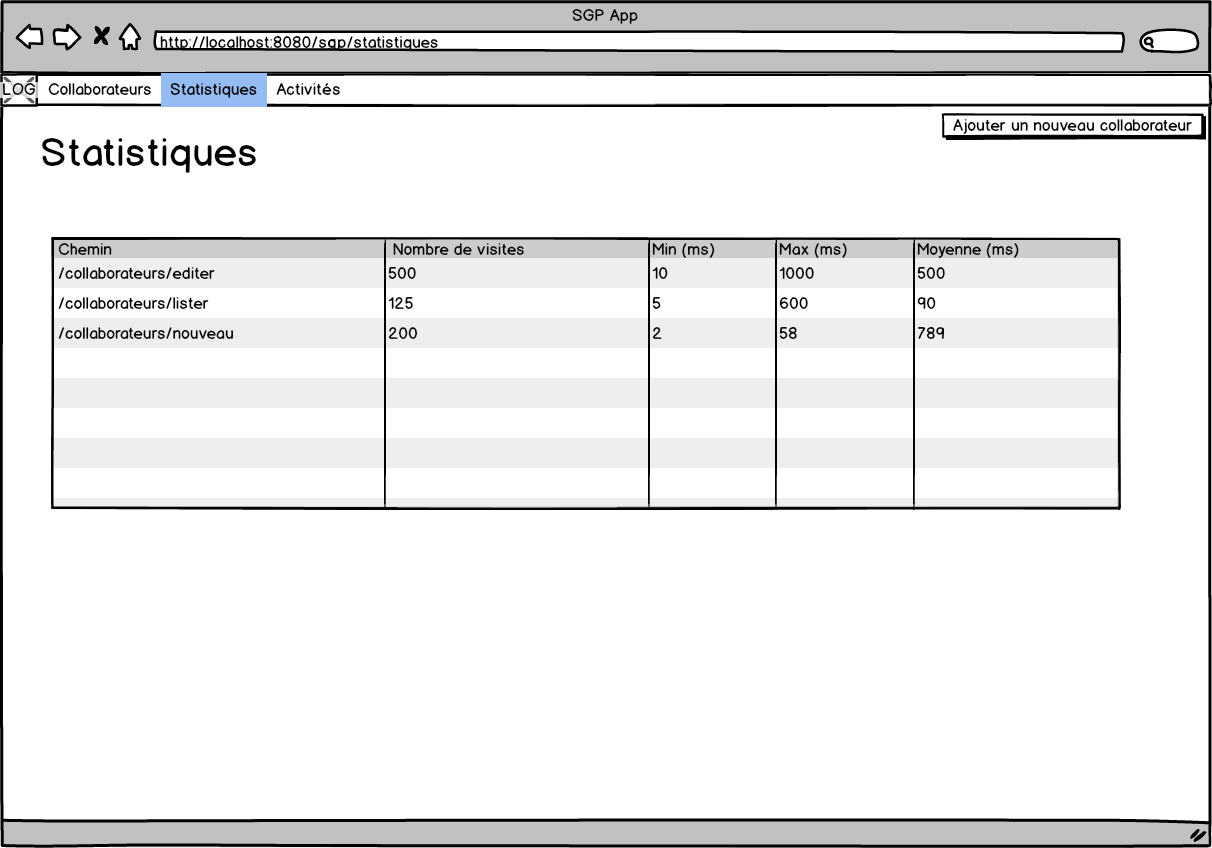 SGP App
http://localhost:8080/sgp/statistiques
LOG Collaborateurs Statistiques Activités
Ajouter un nouveau collaborateur
Statistiques
Chemin Nombre de visites Min (ms) Max (ms) Moyenne (ms)
/collaborateurs/editer 500 10 1000 500
/collaborateurs/lister 125 5 600 90
/collaborateurs/nouveau 200 2 58 789